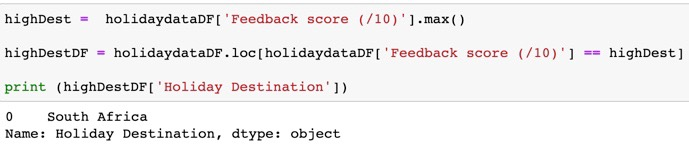 highDest =  holidaydataDF['Feedback score (/10)'].max()
highDestDF = holidaydataDF.loc[holidaydataDF['Feedback score (/10)'] == highDest]
print (highDestDF['Holiday Destination'])
0    South Africa
Name: Holiday Destination, dtype: object